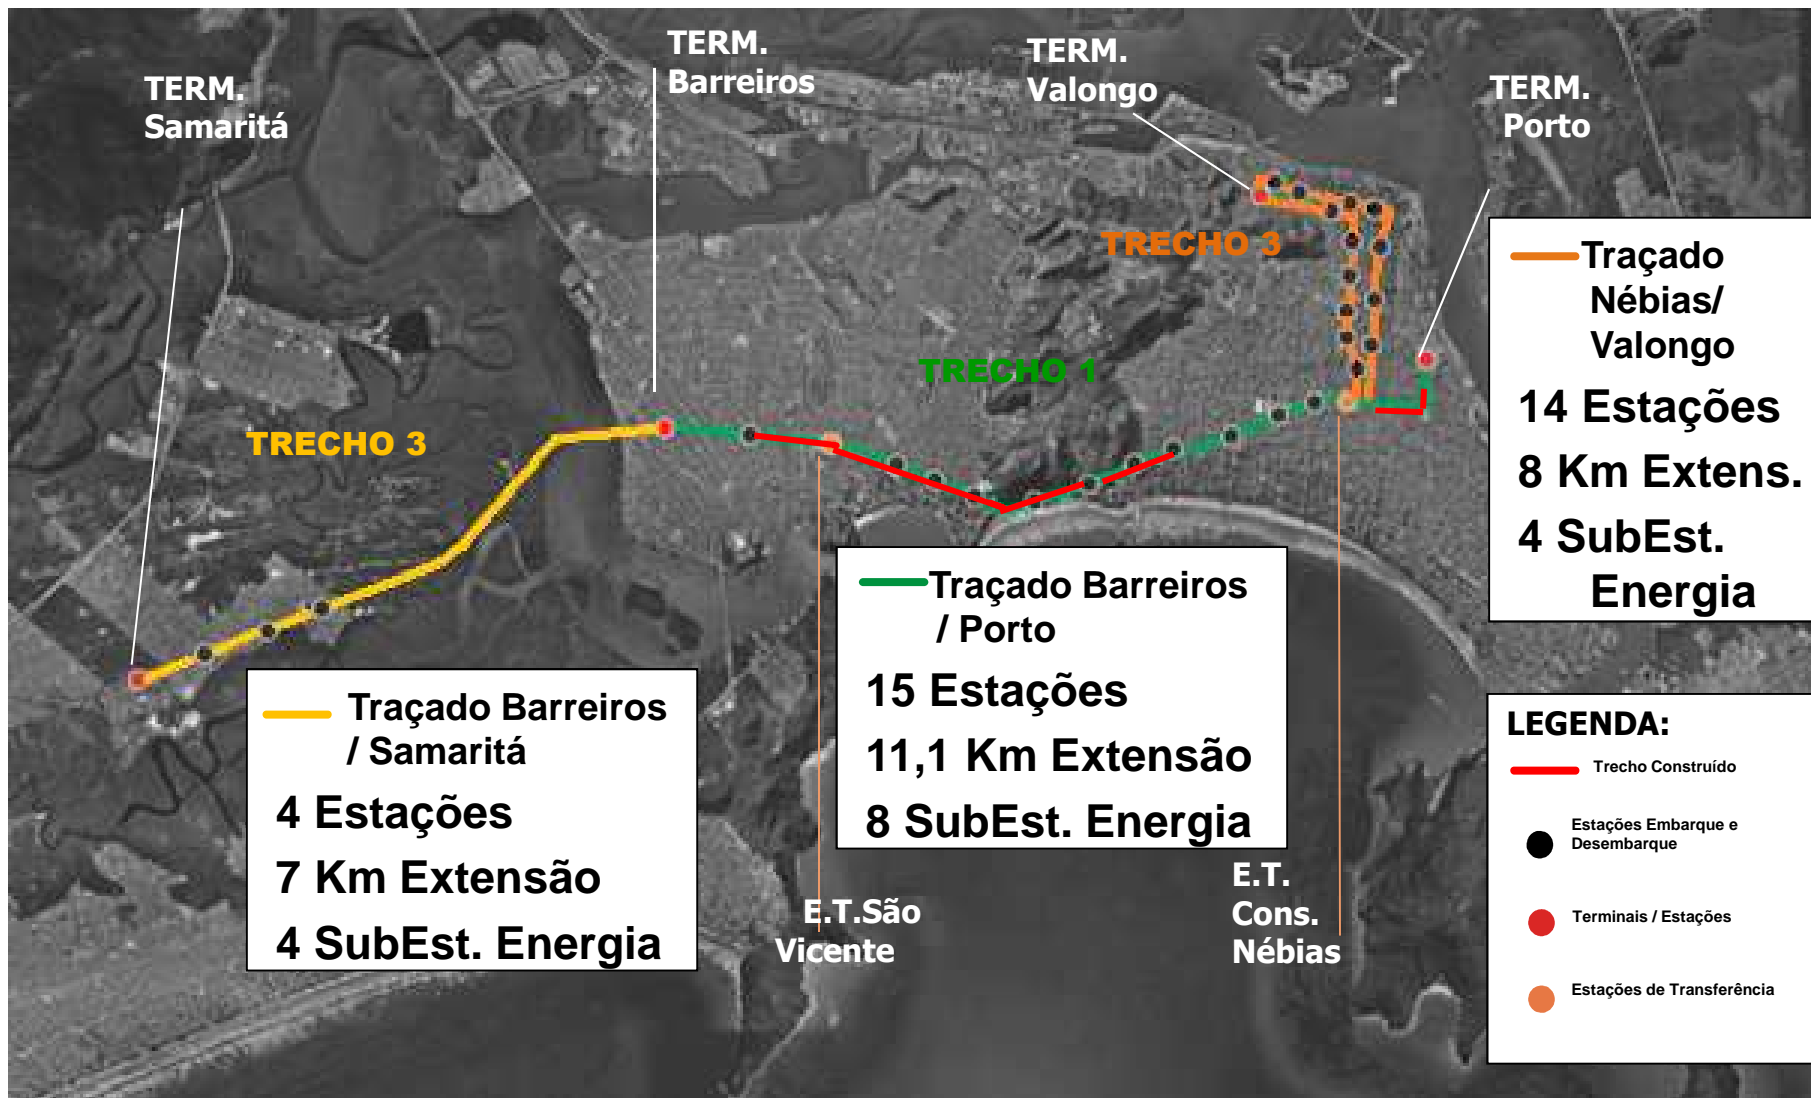 TERM.
Samaritá
TERM.
Barreiros
TERM.
Valongo
TERM.
Porto
TRECHO 3
TRECHO 1
TRECHO 3
Traçado
Nébias/
Valongo
14 Estações
8 Km Extens.
4 SubEst.
Energia
Traçado Barreiros
/ Porto
15 Estações
11,1 Km Extensão
8 SubEst. Energia
Traçado Barreiros
/ Samaritá
4 Estações
7 Km Extensão
4 SubEst. Energia
E.T.São
Vicente
E.T.
Cons.
Nébias
LEGENDA:
Trecho Construído
Estações Embarque e
Desembarque
Terminais / Estações
Estações de Transferência